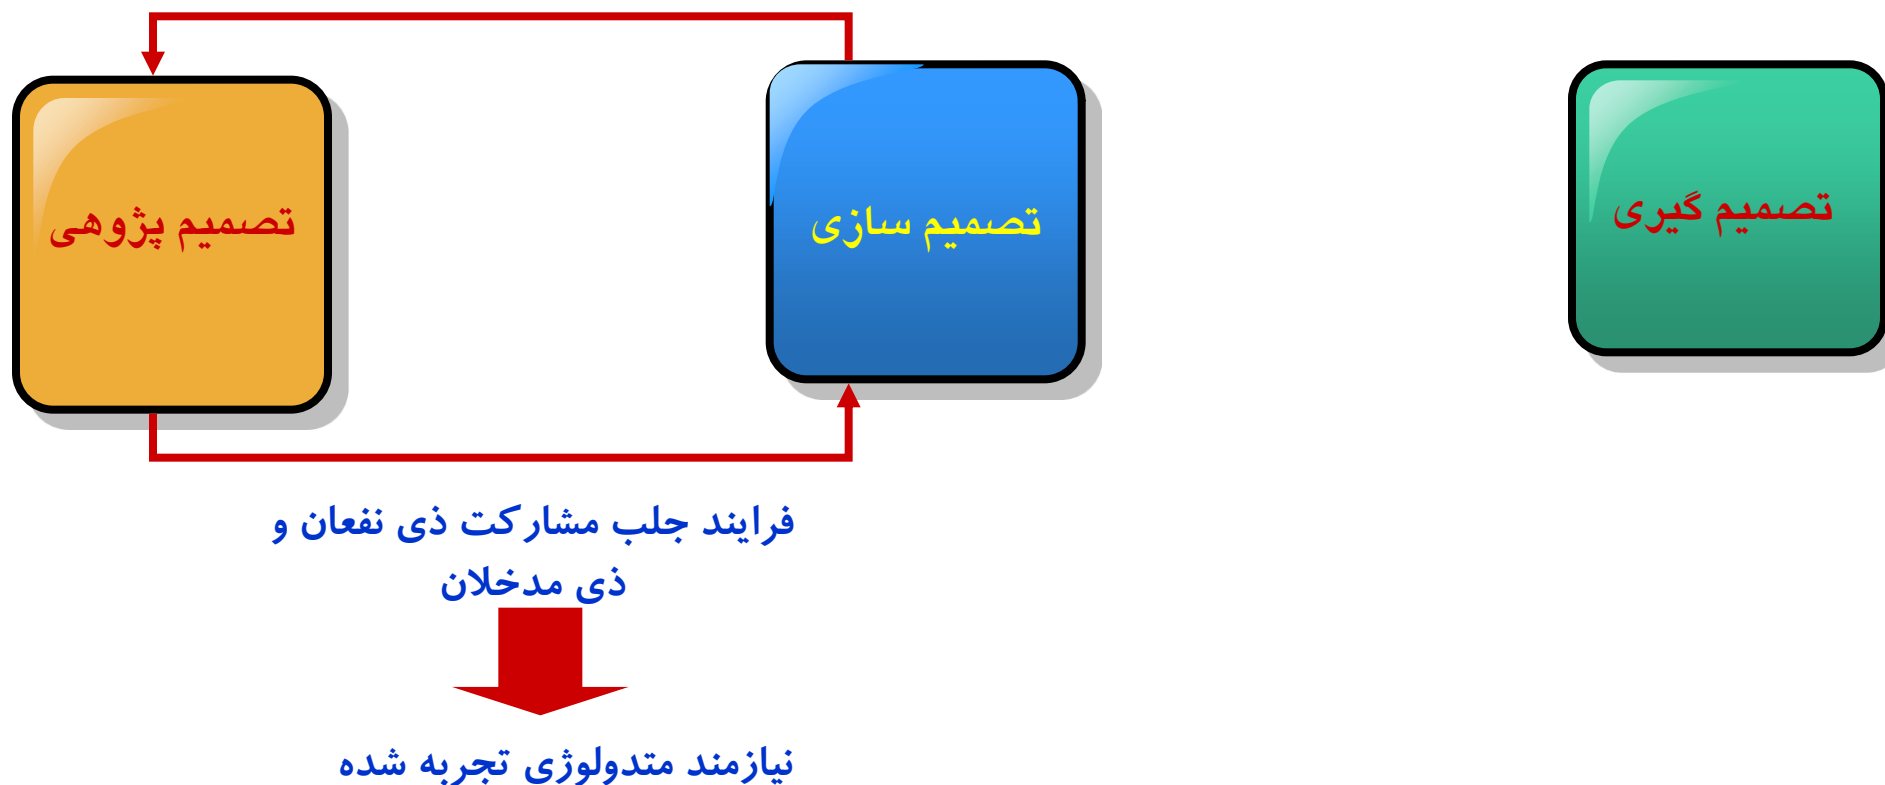 تصمیم گیری
تصمیم سازی
تصمیم پژوهی
فرایند جلب مشارکت ذی نفعان و
ذی مدخلان
نیازمند متدولوژی تجربه شده